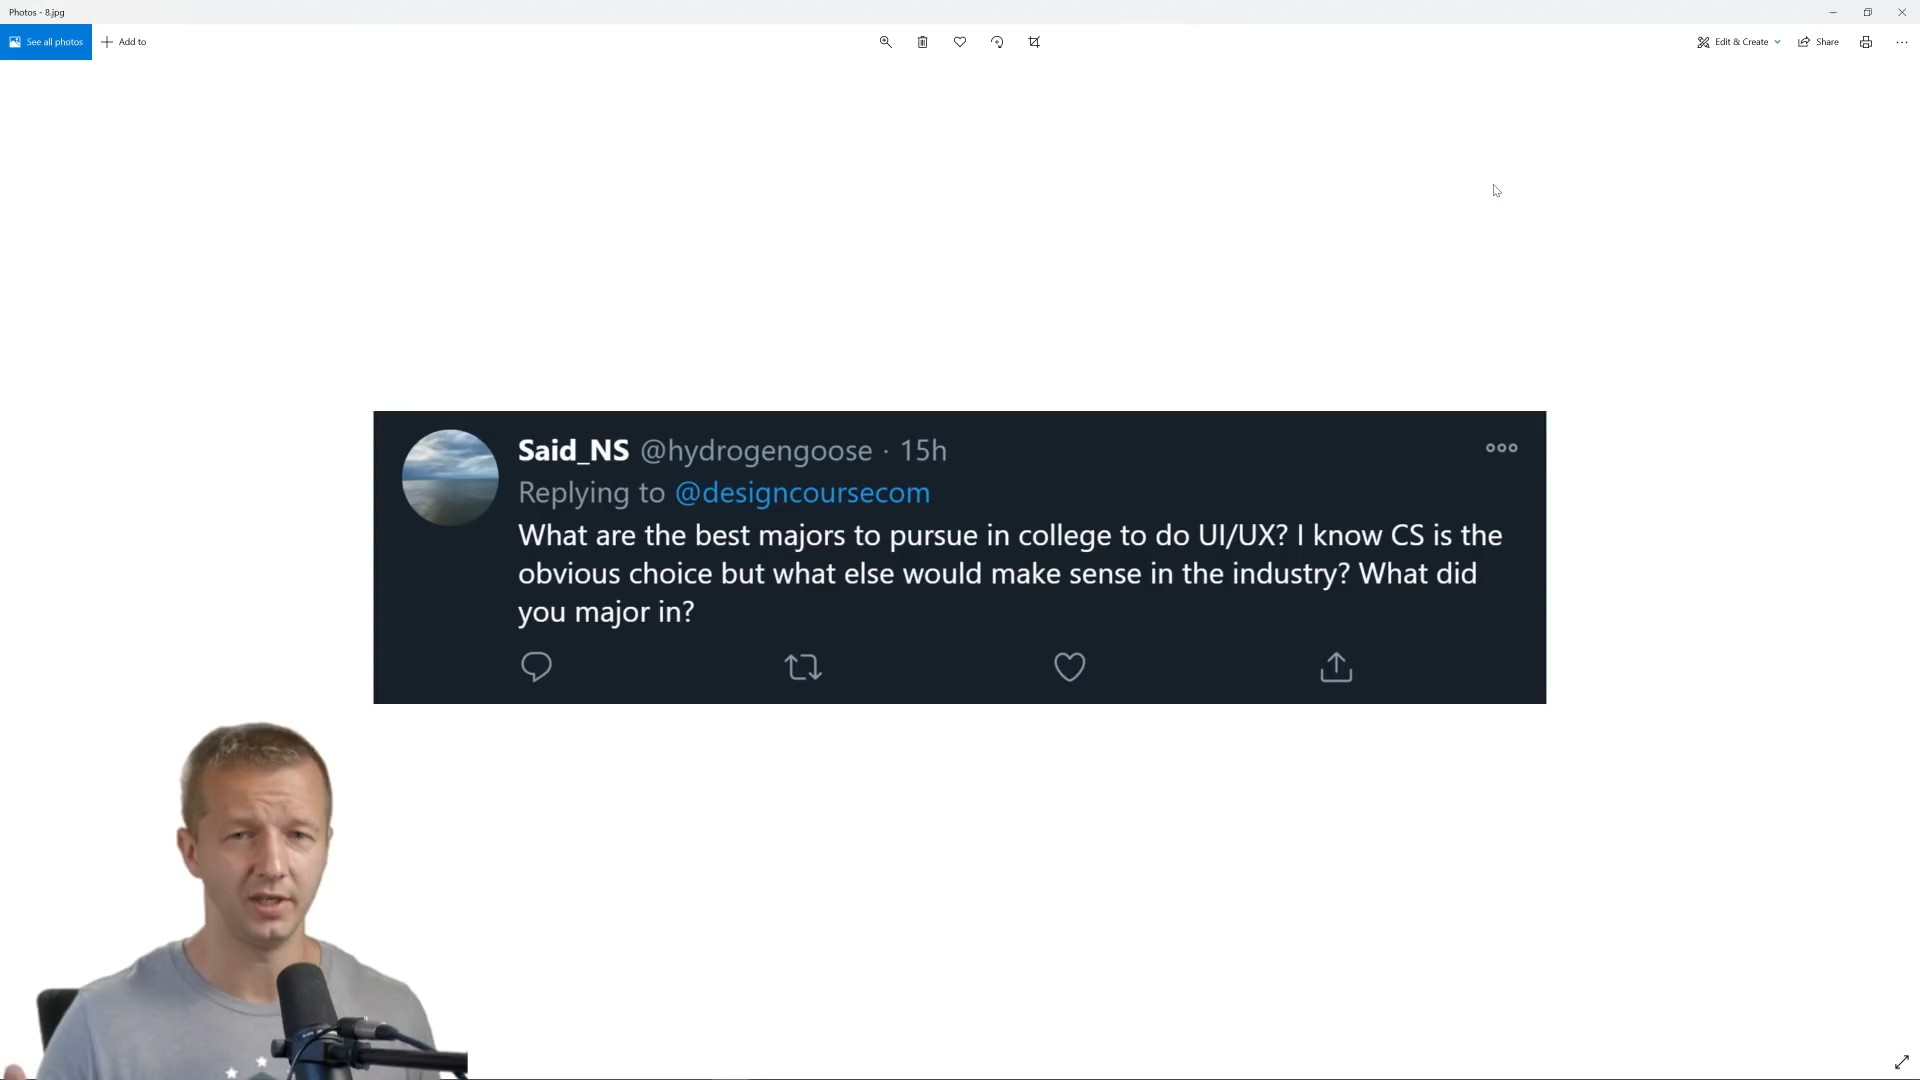 Photos - 8.jpg
See all photos
Add to
Edit & Create
Share
Said_NS @hydrogengoose · 15h
Replying to @designcoursecom
What are the best majors to pursue in college to do UI/UX? I know CS is the
obvious choice but what else would make sense in the industry? What did
you major in?